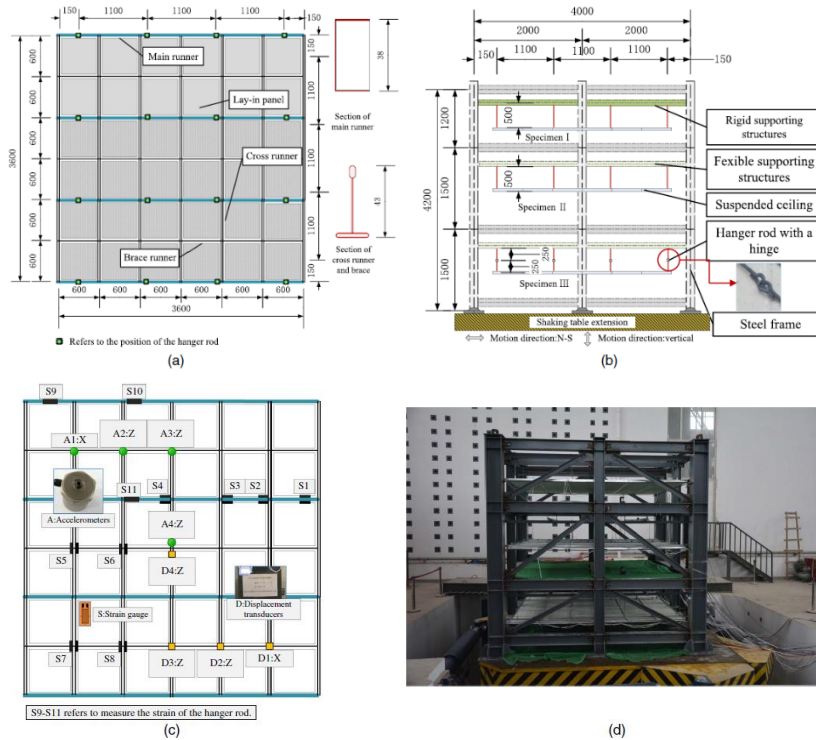 150
1100
1100
1100
150
Main runner
Lay-in panel
Cross runner
Brace runner
600
600
600
600
600
600
3600
150
1100
1100
1100
150
600
600
600
600
600
600
3600
38
Section of
main runner
43
Section of
cross runner
and brace
Refers to the position of the hanger rod
(a)
4000
2000
2000
150
1100
1100
1100
150
1200
1500
1500
4200
500
Specimen I
500
Specimen II
250
250
Specimen III
Rigid supporting
structures
Fexible supporting
structures
Suspended ceiling
Hanger rod with a
hinge
Steel frame
Shaking table extension
Motion direction:N-S
Motion direction:vertical
(b)
S9
S10
A1:X
A2:Z
A3:Z
S11
S4
S3
S2
S1
A:Accelerometers
A4:Z
S5
S6
D4:Z
D:Displacement
transducers
S:Strain gauge
S7
S8
D3:Z
D2:Z
D1:X
S9-S11 refers to measure the strain of the hanger rod.
(c)
(d)